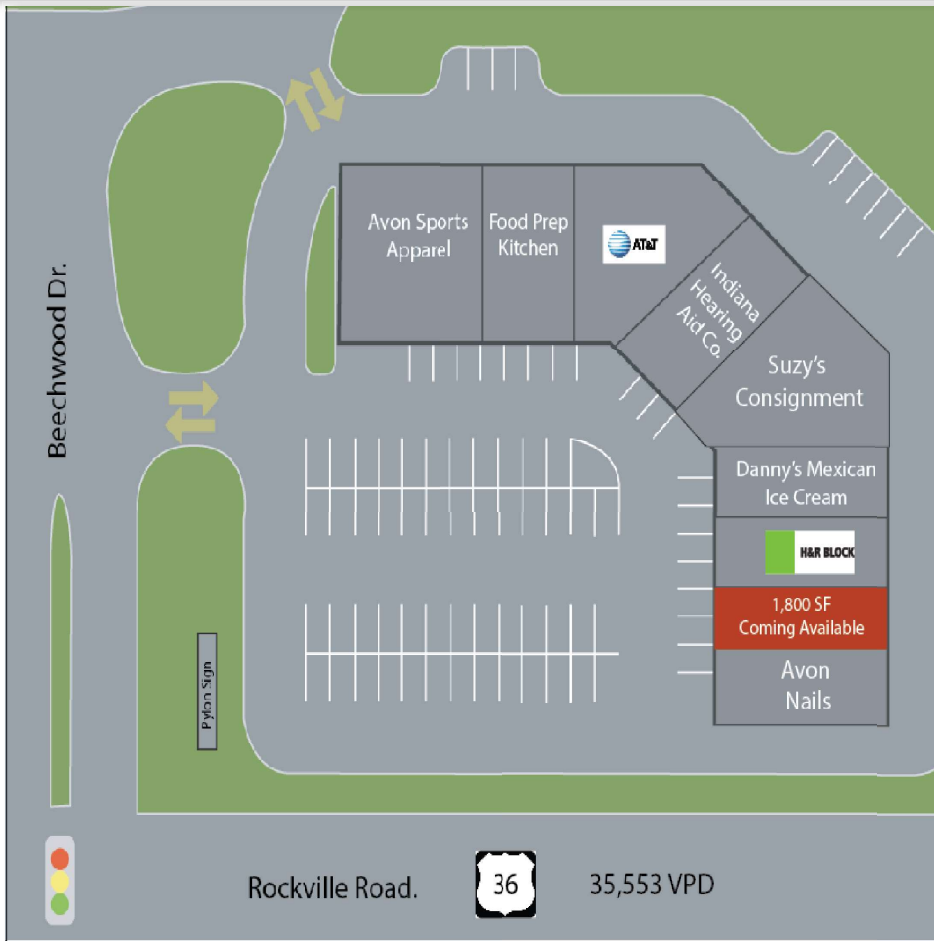 Avon Sports
Apparel
Food Prep
Kitchen
AT&T
Indiana
Hearing
Aid Co.
Suzy's
Consignment
Danny's Mexican
Ice Cream
H&R BLOCK
1,800 SF
Coming Available
Avon
Nails
Beechwood Dr.
Pylon Sign
Rockville Road.
36
35,553 VPD